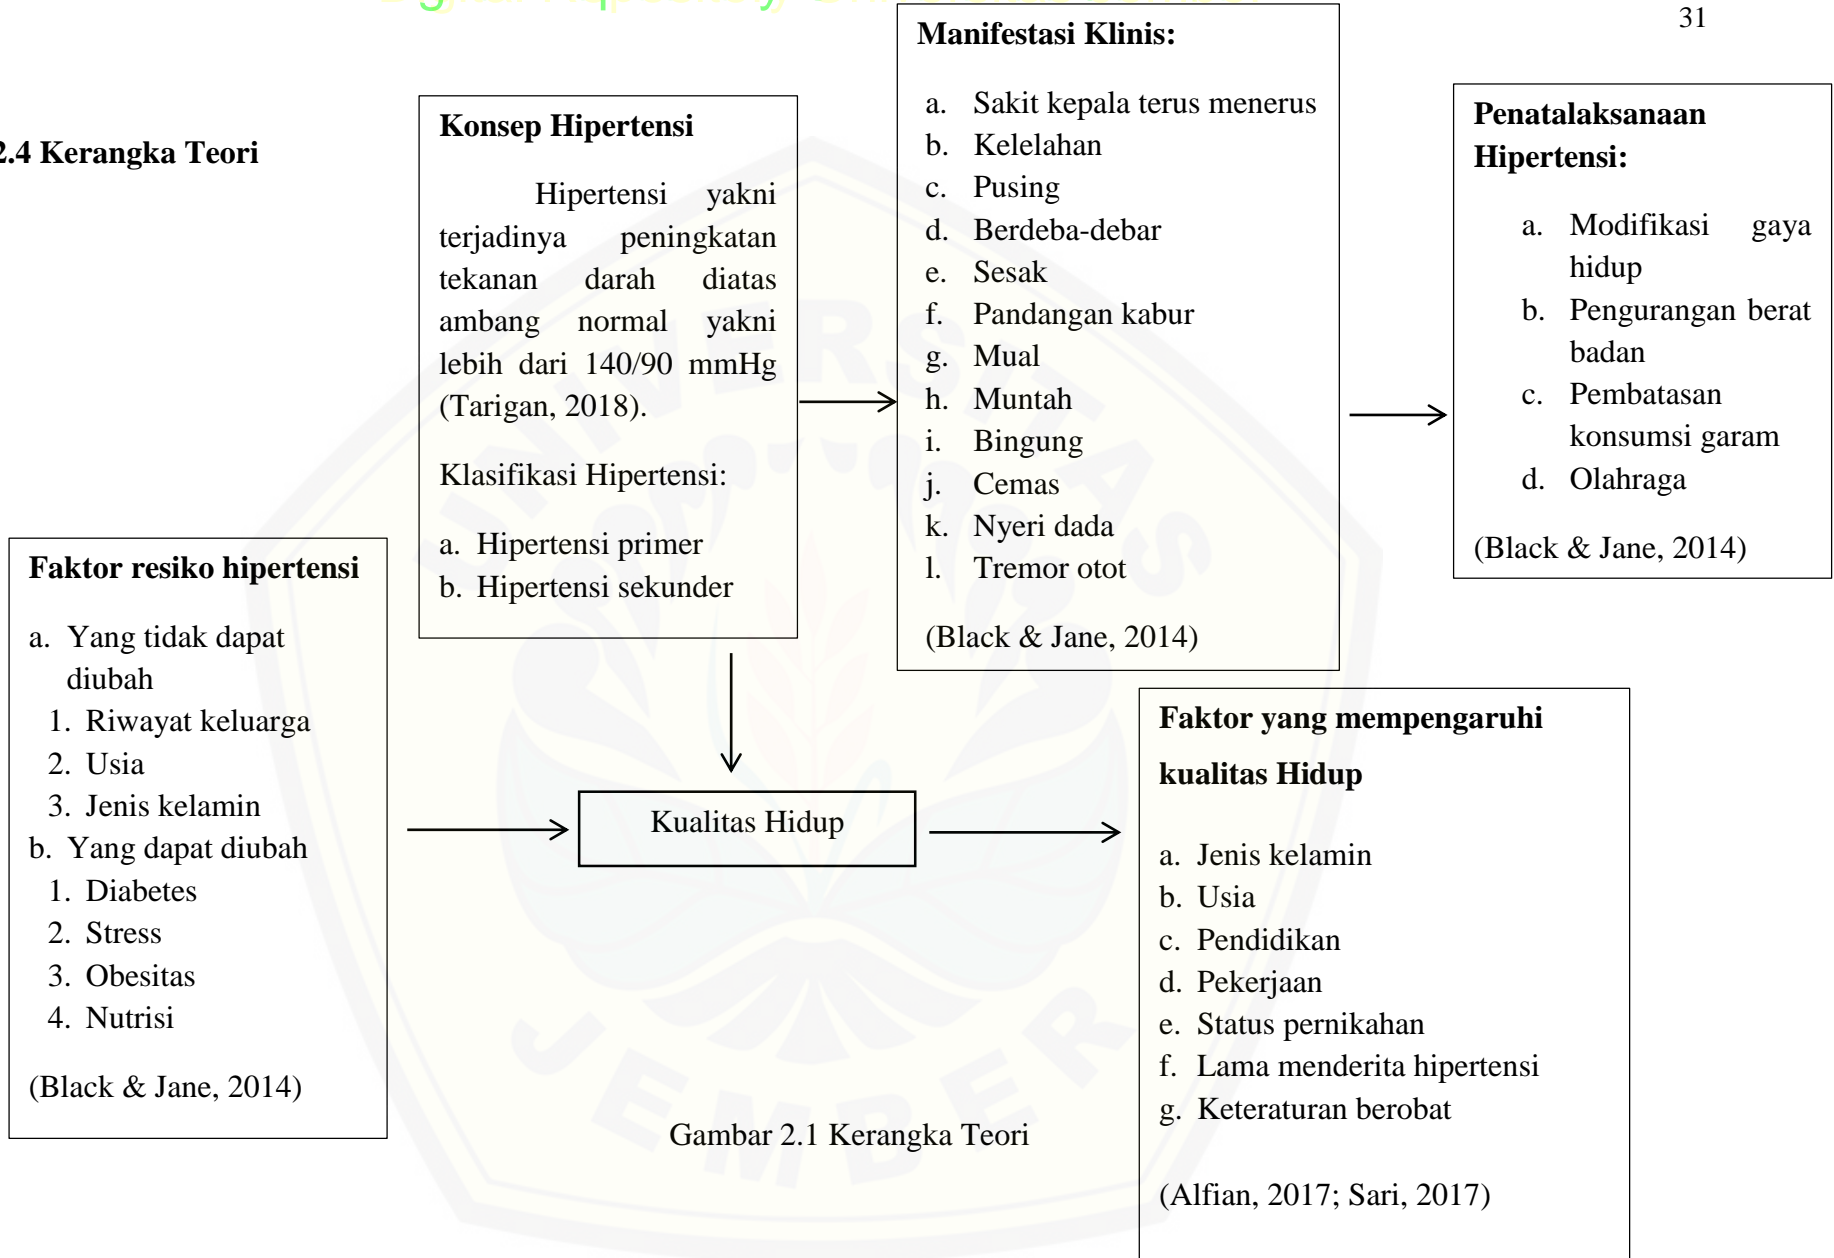 31
2.4 Kerangka Teori
Konsep Hipertensi
Hipertensi yakni
terjadinya peningkatan
tekanan darah diatas
ambang normal yakni
lebih dari 140/90 mmHg
(Tarigan, 2018).
Klasifikasi Hipertensi:
a. Hipertensi primer
b. Hipertensi sekunder
Manifestasi Klinis:
a. Sakit kepala terus menerus
b. Kelelahan
c. Pusing
d. Berdeba-debar
e. Sesak
f. Pandangan kabur
g. Mual
h. Muntah
i. Bingung
j. Cemas
k. Nyeri dada
l. Tremor otot
(Black & Jane, 2014)
Penatalaksanaan
Hipertensi:
a. Modifikasi gaya
hidup
b. Pengurangan berat
badan
c. Pembatasan
konsumsi garam
d. Olahraga
(Black & Jane, 2014)
Faktor resiko hipertensi
a. Yang tidak dapat
diubah
1. Riwayat keluarga
2. Usia
3. Jenis kelamin
b. Yang dapat diubah
1. Diabetes
2. Stress
3. Obesitas
4. Nutrisi
(Black & Jane, 2014)
Kualitas Hidup
Faktor yang mempengaruhi
kualitas Hidup
a. Jenis kelamin
b. Usia
c. Pendidikan
d. Pekerjaan
e. Status pernikahan
f. Lama menderita hipertensi
g. Keteraturan berobat
(Alfian, 2017; Sari, 2017)
Gambar 2.1 Kerangka Teori
UNIVERSITAS
JEMBER